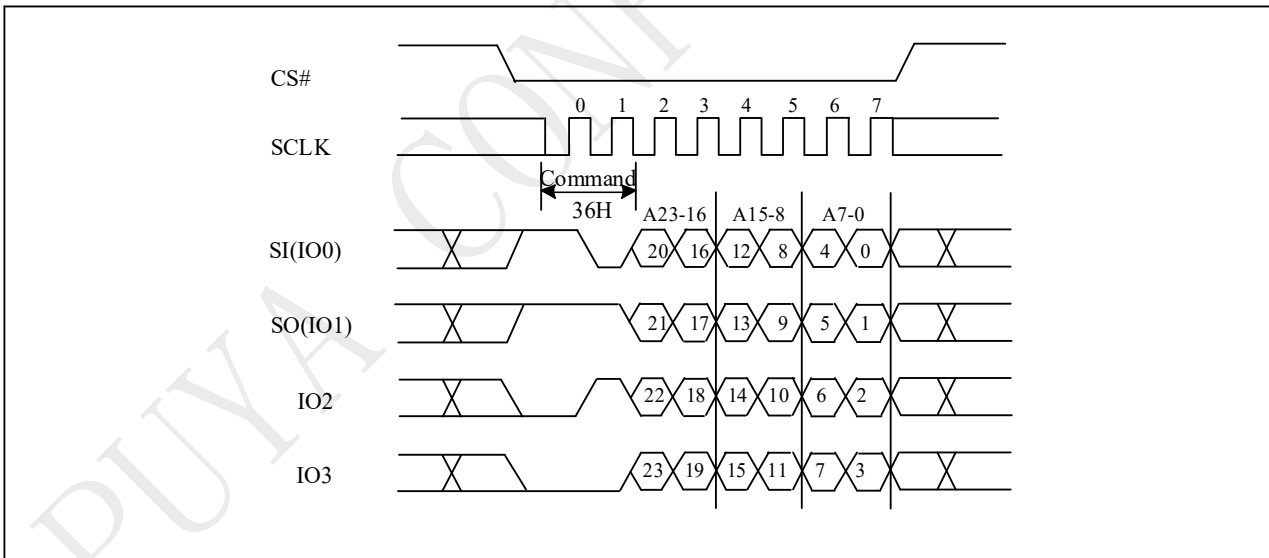 CS#
0 1 2 3 4 5 6 7
SCLK
Command
36H
A23-16 A15-8 A7-0
SI(IO0)
20 16 12 8 4 0
SO(IO1)
21 17 13 9 5 1
IO2
22 18 14 10 6 2
IO3
23 19 15 11 7 3
PUYA